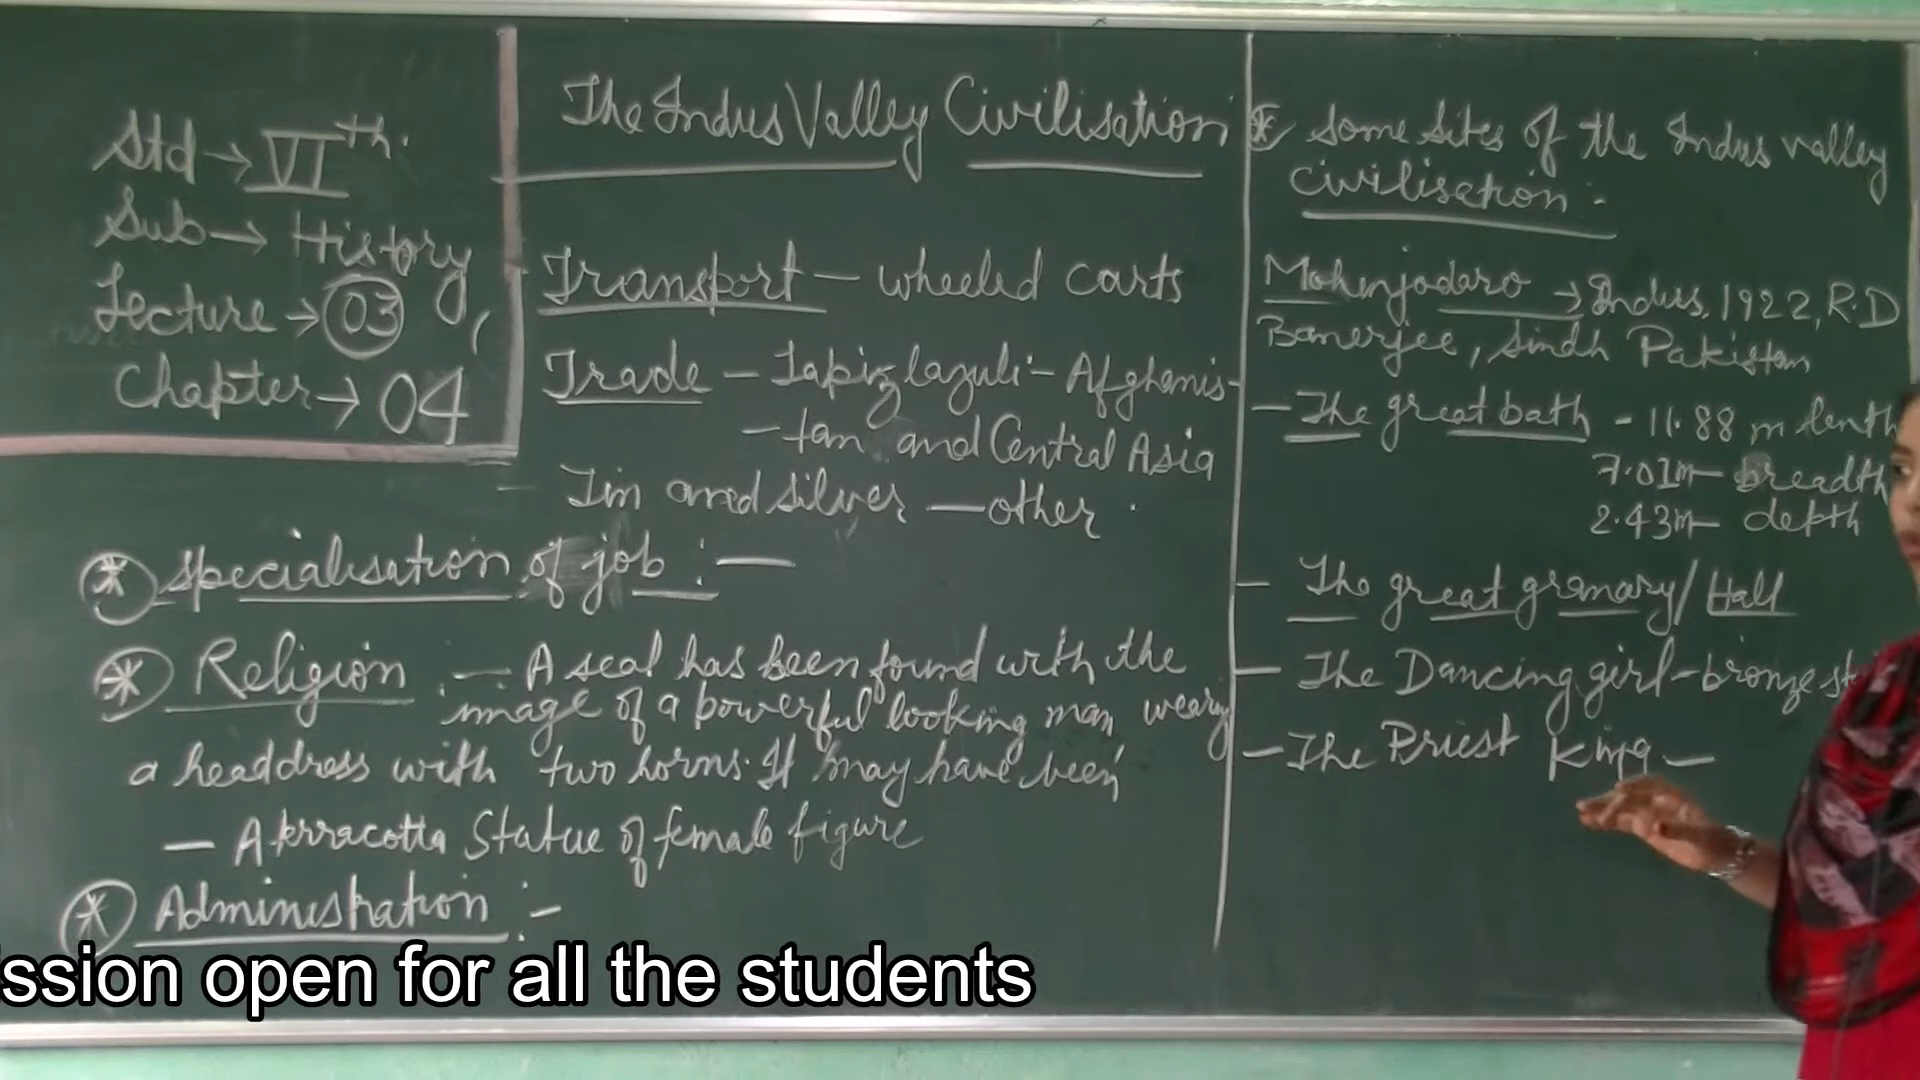 Std → VIth.
Sub → History,
Lecture → 03
Chapter → 04
The Indus Valley Civilisation
Transport — wheeled carts
Trade — Lapiz lazuli - Afghanis-
- tan and Central Asia
Tin and silver — other
* Specialisation of job :—
* Religion :— A seal has been found with the
image of a powerful looking man wearing
a headdress with two horns. It may have been
— A terracotta Statue of female figure
* Administration :-
* Some Sites of the Indus valley
civilisation :-
Mohenjodaro → Indus, 1922, R.D
Banerjee, Sindh Pakistan
- The great bath - 11.88 m lenth
7.01m - breadth
2.43m - depth
- The great granary/Hall
- The Dancing girl - bronze
- The Priest King -
ssion open for all the students